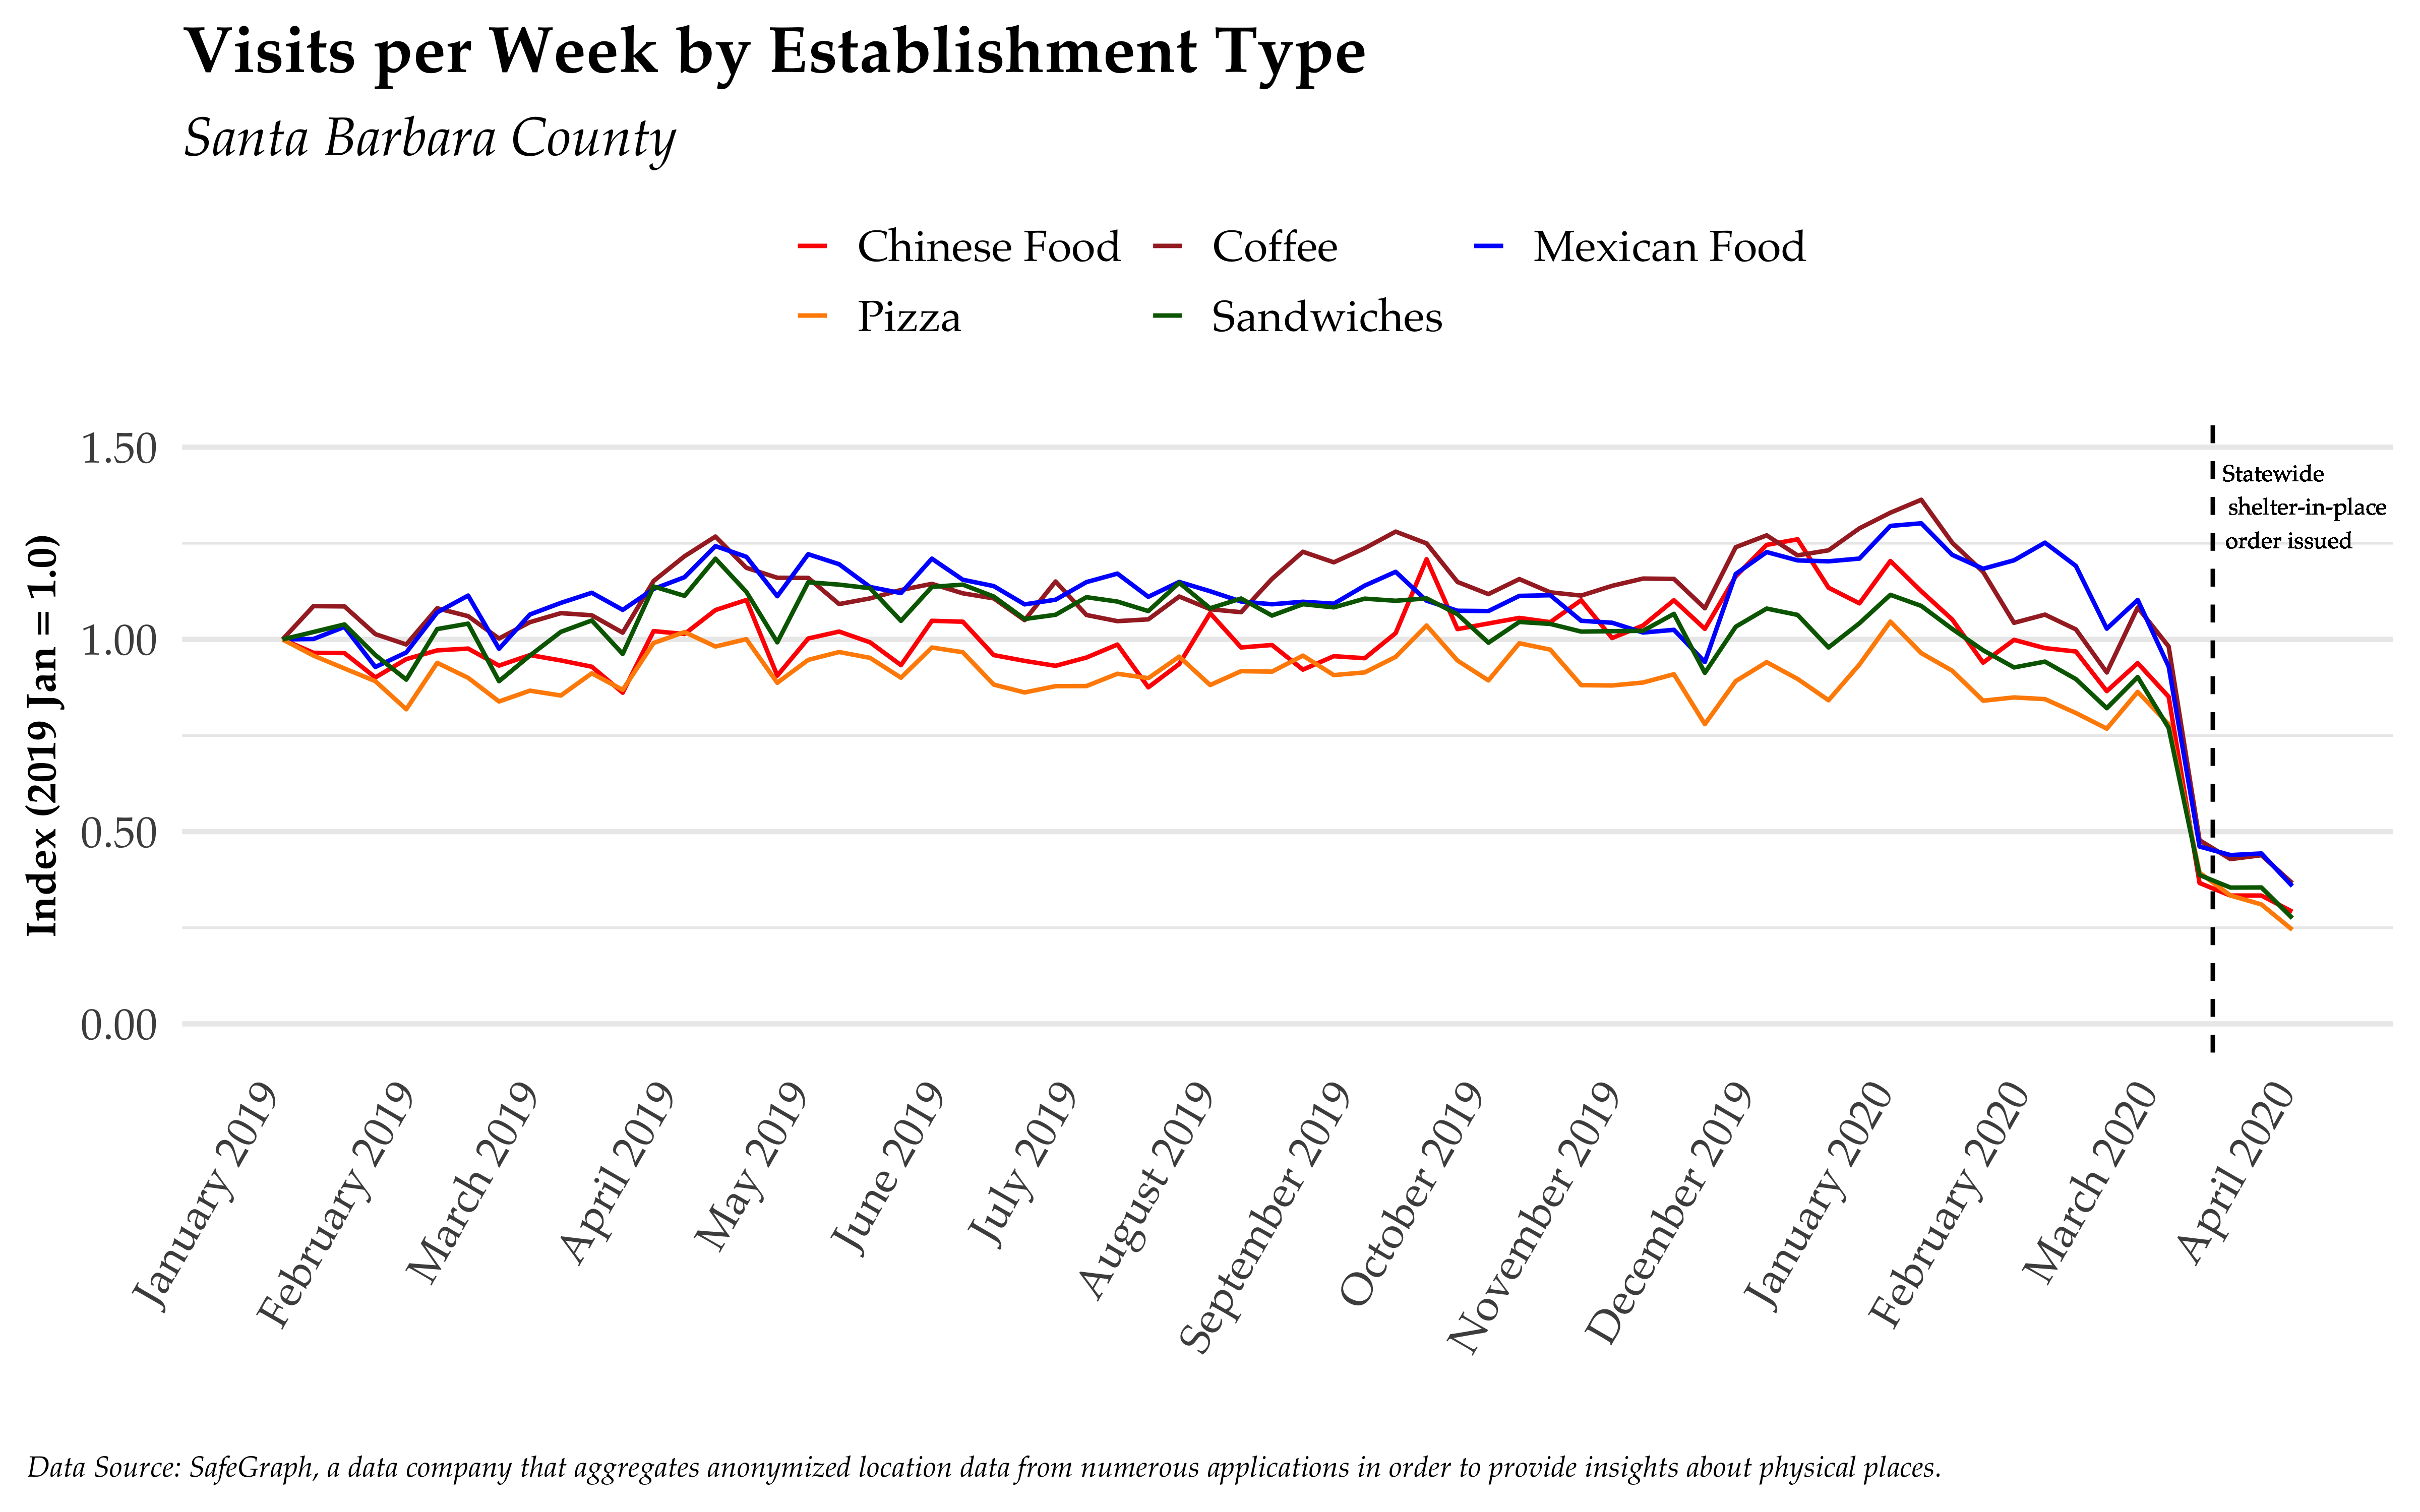 Visits per Week by Establishment Type
Santa Barbara County
Chinese Food
Coffee
Mexican Food
Pizza
Sandwiches
Index (2019 Jan = 1.0)
1.50
1.00
0.50
0.00
Statewide
shelter-in-place
order issued
January 2019
February 2019
March 2019
April 2019
May 2019
June 2019
July 2019
August 2019
September 2019
October 2019
November 2019
December 2019
January 2020
February 2020
March 2020
April 2020
Data Source: SafeGraph, a data company that aggregates anonymized location data from numerous applications in order to provide insights about physical places.